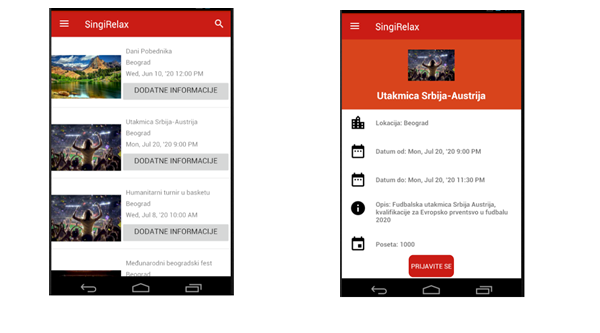 SingiRelax
Dani Pobednika
Beograd
Wed, Jun 10, '20 12:00 PM
DODATNE INFORMACIJE
Utakmica Srbija-Austrija
Beograd
Mon, Jul 20, '20 9:00 PM
DODATNE INFORMACIJE
Humanitarni turnir u basketu
Beograd
Wed, Jul 8, '20 10:00 AM
DODATNE INFORMACIJE
Međunarodni beogradski fest
Beograd
SingiRelax
Utakmica Srbija-Austrija
Lokacija: Beograd
Datum od: Mon, Jul 20, '20 9:00 PM
Datum do: Mon, Jul 20, '20 11:30 PM
Opis: Fudbalska utakmica Srbija Austrija,
kvalifikacije za Evropsko prventsvo u fudbalu
2020
Poseta: 1000
PRIJAVITE SE